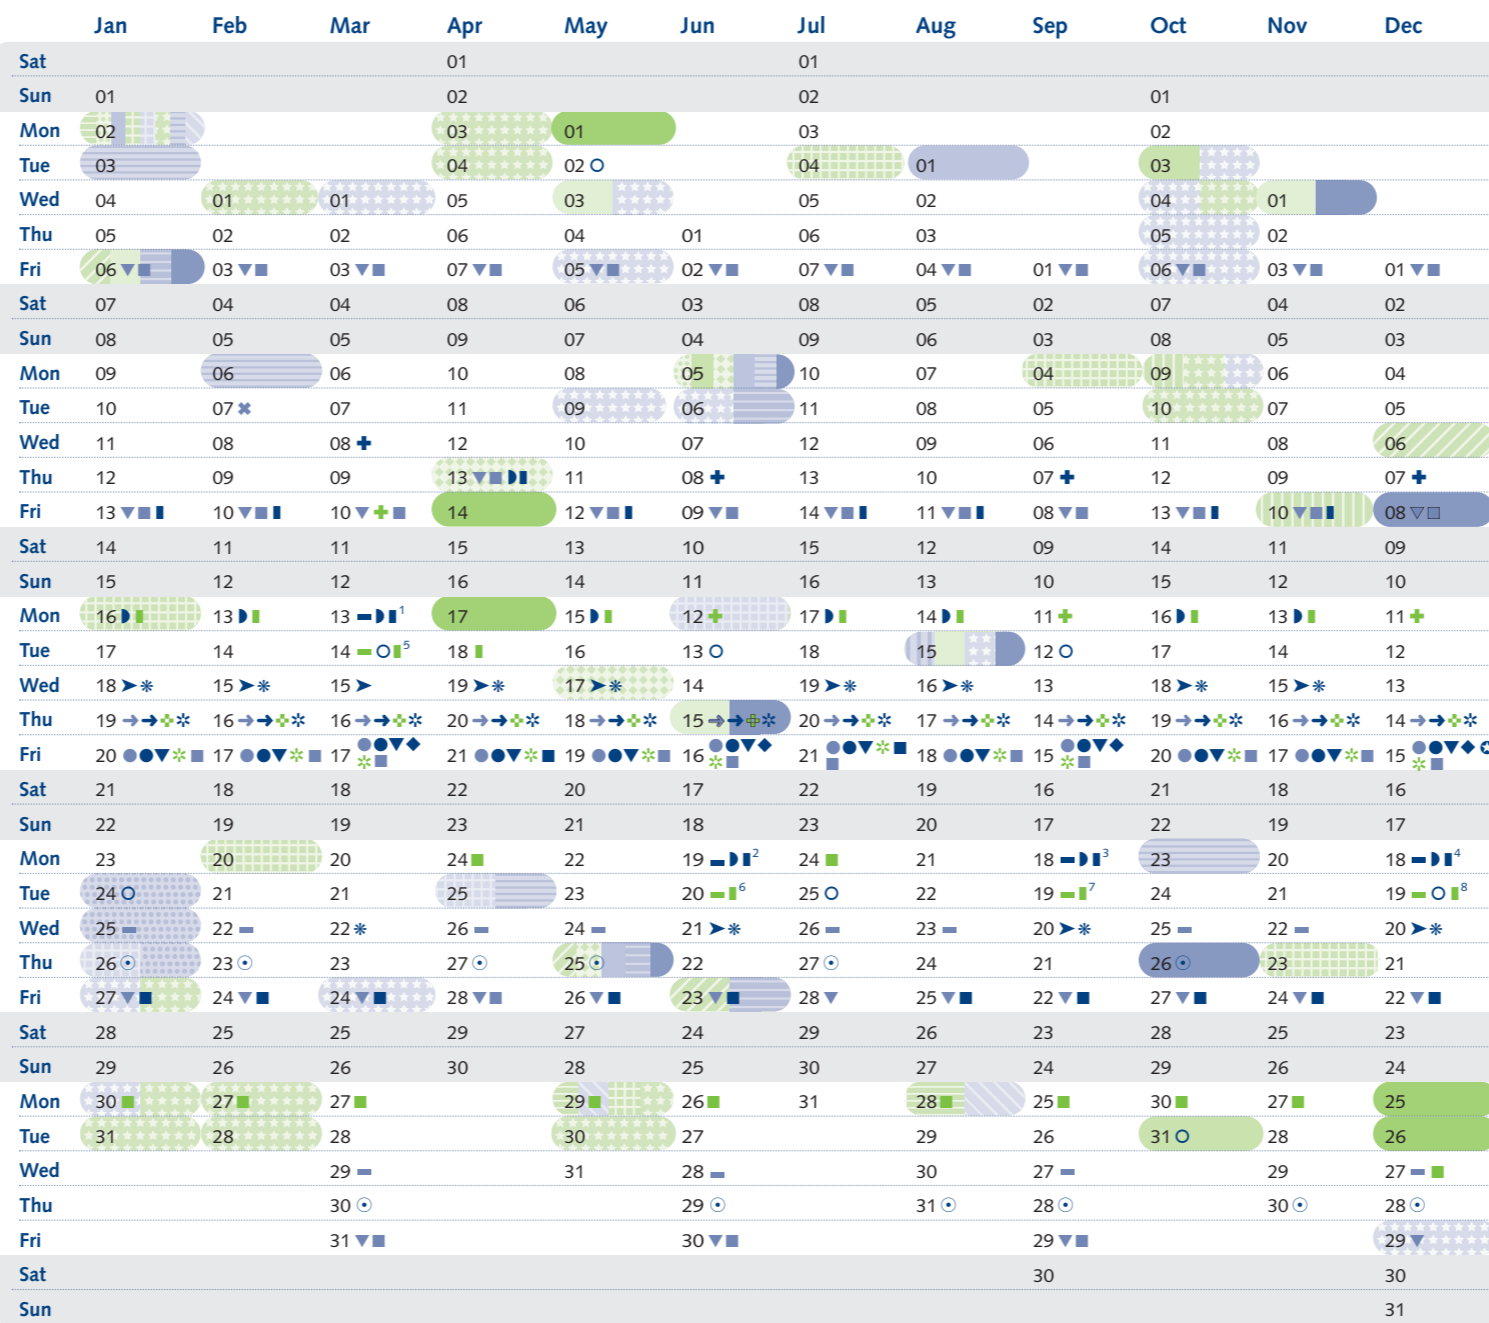 Jan Feb Mar Apr May Jun Jul Aug Sep Oct Nov Dec
Sat 01 01
Sun 01 02 02 01
Mon 02 03 01 03 02
Tue 03 04 02 04 01 03
Wed 04 01 01 05 03 05 02 04 01
Thu 05 02 02 06 04 01 06 03 05 02
Fri 06 03 03 07 05 02 07 04 01 06 03 01
Sat 07 04 04 08 06 03 08 05 02 07 04 02
Sun 08 05 05 09 07 04 09 06 03 08 05 03
Mon 09 06 06 10 08 05 10 07 04 09 06 04
Tue 10 07 07 11 09 06 11 08 05 10 07 05
Wed 11 08 08 12 10 07 12 09 06 11 08 06
Thu 12 09 09 13 11 08 13 10 07 12 09 07
Fri 13 10 10 14 12 09 14 11 08 13 10 08
Sat 14 11 11 15 13 10 15 12 09 14 11 09
Sun 15 12 12 16 14 11 16 13 10 15 12 10
Mon 16 13 13 1 17 15 12 17 14 11 16 13 11
Tue 17 14 14 5 18 16 13 18 15 12 17 14 12
Wed 18 15 15 19 17 14 19 16 13 18 15 13
Thu 19 16 16 20 18 15 20 17 14 19 16 14
Fri 20 17 17 21 19 16 21 18 15 20 17 15
Sat 21 18 18 22 20 17 22 19 16 21 18 16
Sun 22 19 19 23 21 18 23 20 17 22 19 17
Mon 23 20 20 24 22 19 2 24 21 18 3 23 20 18 4
Tue 24 21 21 25 23 20 6 25 22 19 7 24 21 19 8
Wed 25 22 22 26 24 21 26 23 20 25 22 20
Thu 26 23 23 27 25 22 27 24 21 26 23 21
Fri 27 24 24 28 26 23 28 25 22 27 24 22
Sat 28 25 25 29 27 24 29 26 23 28 25 23
Sun 29 26 26 30 28 25 30 27 24 29 26 24
Mon 30 27 27 29 26 31 28 25 30 27 25
Tue 31 28 28 30 27 29 26 31 28 26
Wed 29 31 28 30 27 29 27
Thu 30 29 31 28 30 28
Fri 31 30 29 29
Sat 30 30
Sun 31